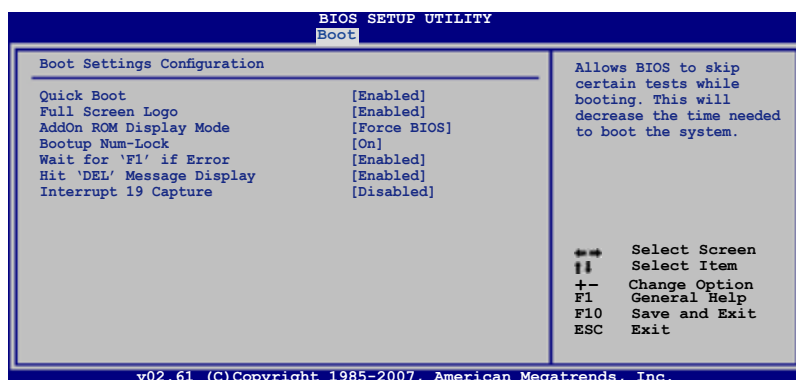 BIOS SETUP UTILITY
Boot
Boot Settings Configuration
Quick Boot [Enabled]
Full Screen Logo [Enabled]
AddOn ROM Display Mode [Force BIOS]
Bootup Num-Lock [On]
Wait for ‘F1’ if Error [Enabled]
Hit ‘DEL’ Message Display [Enabled]
Interrupt 19 Capture [Disabled]
Allows BIOS to skip
certain tests while
booting. This will
decrease the time needed
to boot the system.
←→ Select Screen
↑↓ Select Item
+- Change Option
F1 General Help
F10 Save and Exit
ESC Exit
v02.61 (C)Copyright 1985-2007, American Megatrends, Inc.